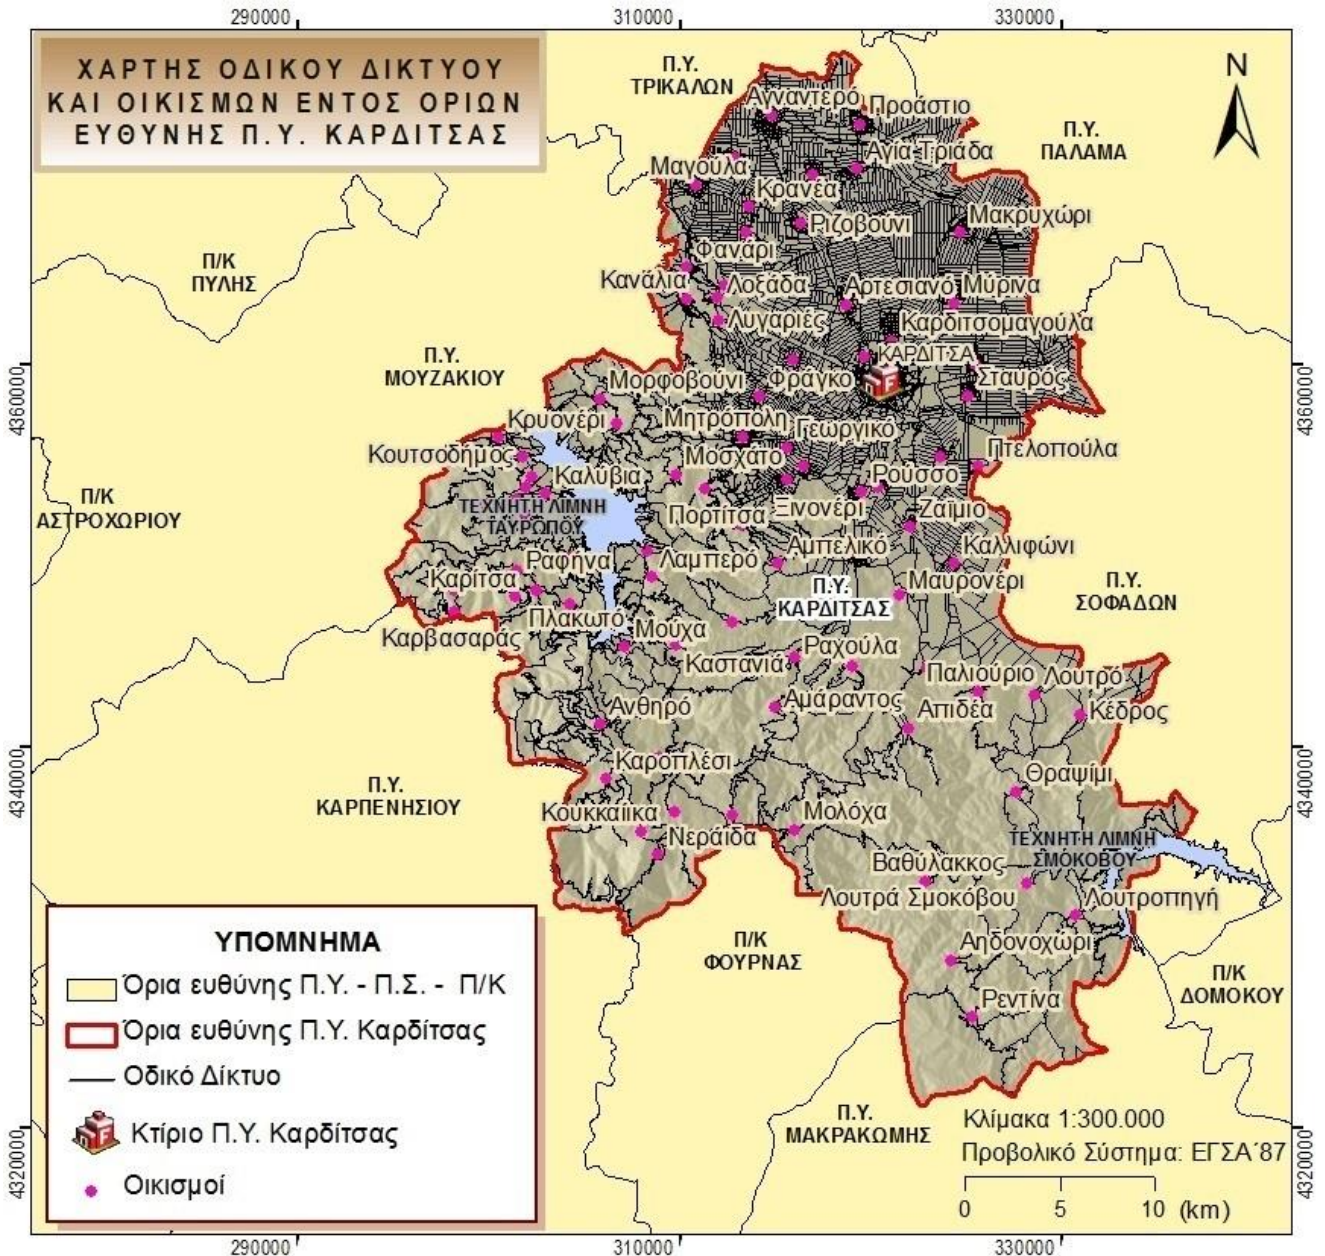 290000
310000
330000
ΧΑΡΤΗΣ ΟΔΙΚΟΥ ΔΙΚΤΥΟΥ
ΚΑΙ ΟΙΚΙΣΜΩΝ ΕΝΤΟΣ ΟΡΙΩΝ
ΕΥΘΥΝΗΣ Π.Υ. ΚΑΡΔΙΤΣΑΣ
Π.Υ.
ΤΡΙΚΑΛΩΝ
N
Π.Υ.
ΠΑΛΑΜΑ
Αγναντερό
Προάστιο
Αγία Τριάδα
Μαγούλα
Κρανέα
Ριζοβούνι
Μακρυχώρι
Π/Κ
ΠΥΛΗΣ
Φανάρι
Κανάλια
Λοξάδα
Αρτεσιανό
Μύρινα
Λυγαριές
Καρδιτσομαγούλα
ΚΑΡΔΙΤΣΑ
Π.Υ.
ΜΟΥΖΑΚΙΟΥ
Μορφοβούνι
Φράγκο
Σταυρός
4360000
4360000
Κρυονέρι
Μητρόπολη
Γεωργικό
Κουτσοδήμος
Μοσχάτο
Πτελοπούλα
Καλύβια
Ρούσσο
Π/Κ
ΑΣΤΡΟΧΩΡΙΟΥ
ΤΕΧΝΗΤΗ ΛΙΜΝΗ
ΤΑΥΡΩΠΟΥ
Πορτίτσα
Ξινονέρι
Ζαΐμιο
Ραφήνα
Λαμπερό
Αμπελικό
Καλλιφώνι
Καρίτσα
Π.Υ.
ΚΑΡΔΙΤΣΑΣ
Μαυρονέρι
Π.Υ.
ΣΟΦΑΔΩΝ
Πλακωτό
Καρβασαράς
Μούχα
Καστανιά
Ραχούλα
Παλιούριο
Λουτρό
Ανθηρό
Αμάραντος
Απιδέα
Κέδρος
4340000
4340000
Καροπλέσι
Θραψίμι
Π.Υ.
ΚΑΡΠΕΝΗΣΙΟΥ
Κουκκαίικα
Νεράιδα
Μολόχα
ΤΕΧΝΗΤΗ ΛΙΜΝΗ
ΣΜΟΚΟΒΟΥ
Βαθύλακκος
Λουτρά Σμοκόβου
Λουτροπηγή
Π/Κ
ΦΟΥΡΝΑΣ
Αηδονοχώρι
Π/Κ
ΔΟΜΟΚΟΥ
Ρεντίνα
ΥΠΟΜΝΗΜΑ
Όρια ευθύνης Π.Υ. - Π.Σ. - Π/Κ
Όρια ευθύνης Π.Υ. Καρδίτσας
Οδικό Δίκτυο
Κτίριο Π.Υ. Καρδίτσας
Οικισμοί
Π.Υ.
ΜΑΚΡΑΚΩΜΗΣ
Κλίμακα 1:300.000
Προβολικό Σύστημα: ΕΓΣΑ΄87
0 5 10 (km)
4320000
4320000
290000
310000
330000